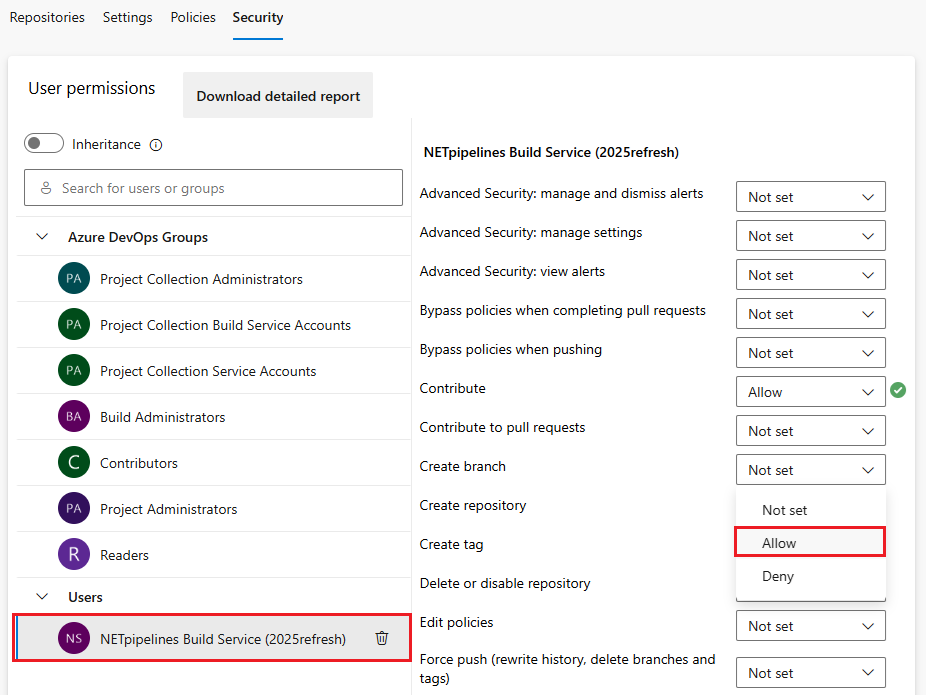 Repositories Settings Policies Security
User permissions
Download detailed report
Inheritance
Search for users or groups
Azure DevOps Groups
PA Project Collection Administrators
PA Project Collection Build Service Accounts
PA Project Collection Service Accounts
BA Build Administrators
C Contributors
PA Project Administrators
R Readers
Users
NS NETpipelines Build Service (2025refresh)
NETpipelines Build Service (2025refresh)
Advanced Security: manage and dismiss alerts Not set
Advanced Security: manage settings Not set
Advanced Security: view alerts Not set
Bypass policies when completing pull requests Not set
Bypass policies when pushing Not set
Contribute Allow
Contribute to pull requests Not set
Create branch Not set
Create repository Not set
Create tag Allow
Delete or disable repository Deny
Edit policies Not set
Force push (rewrite history, delete branches and
tags) Not set